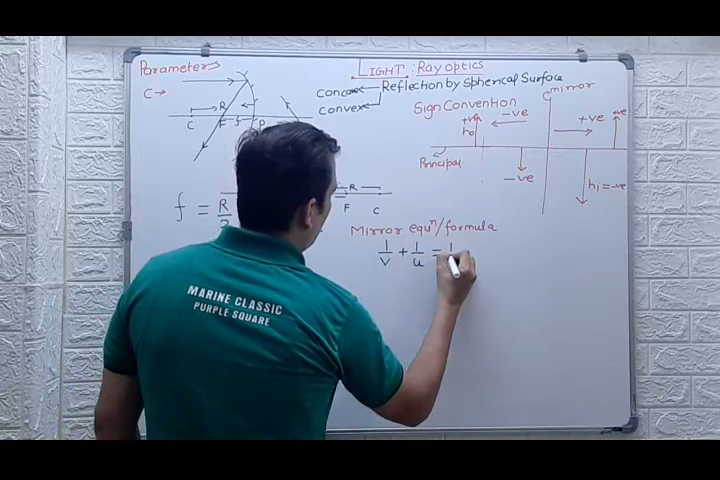 Parameters
C →
R
C F f P
f = R/2
R
F C
LIGHT : Ray optics
Reflection by Spherical Surface
concave
convex
mirror
Sign Convention
+ve -ve +ve +ve
h₀
Principal
-ve
h₁ = -ve
Mirror equⁿ/formula
1/v + 1/u = 1
MARINE CLASSIC
PURPLE SQUARE